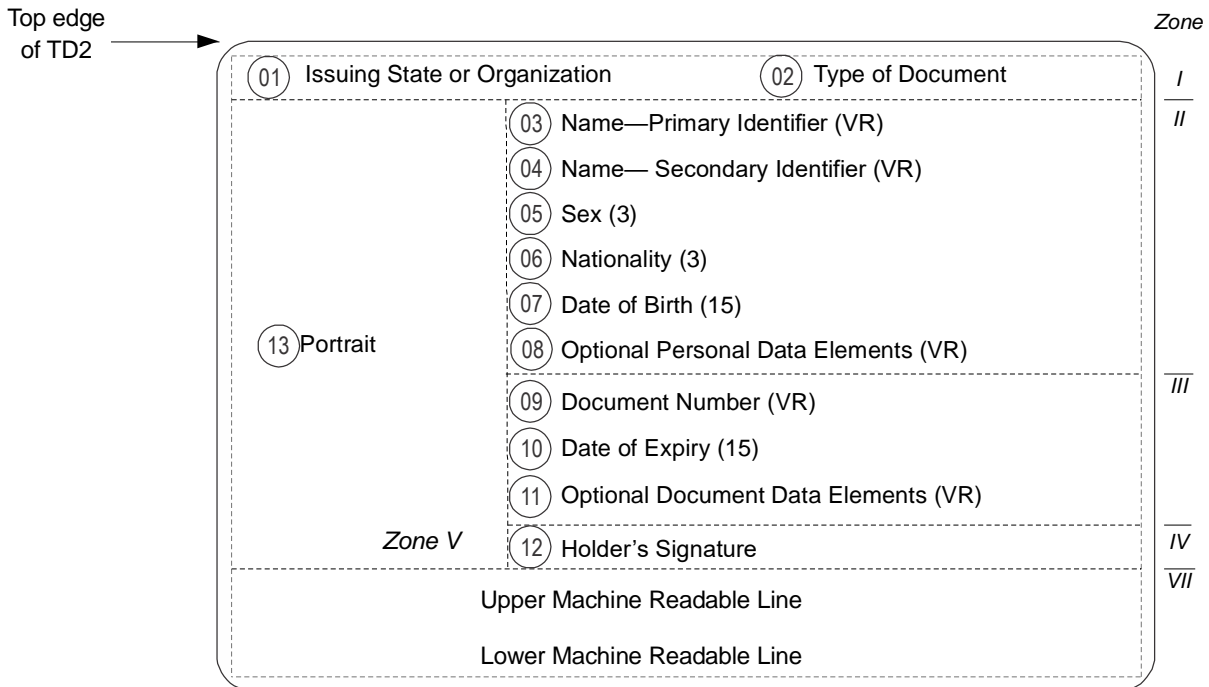 Top edge
of TD2
Zone
01 Issuing State or Organization 02 Type of Document
I
II
03 Name—Primary Identifier (VR)
04 Name— Secondary Identifier (VR)
05 Sex (3)
06 Nationality (3)
07 Date of Birth (15)
13 Portrait
08 Optional Personal Data Elements (VR)
III
09 Document Number (VR)
10 Date of Expiry (15)
11 Optional Document Data Elements (VR)
Zone V
12 Holder’s Signature
IV
VII
Upper Machine Readable Line
Lower Machine Readable Line